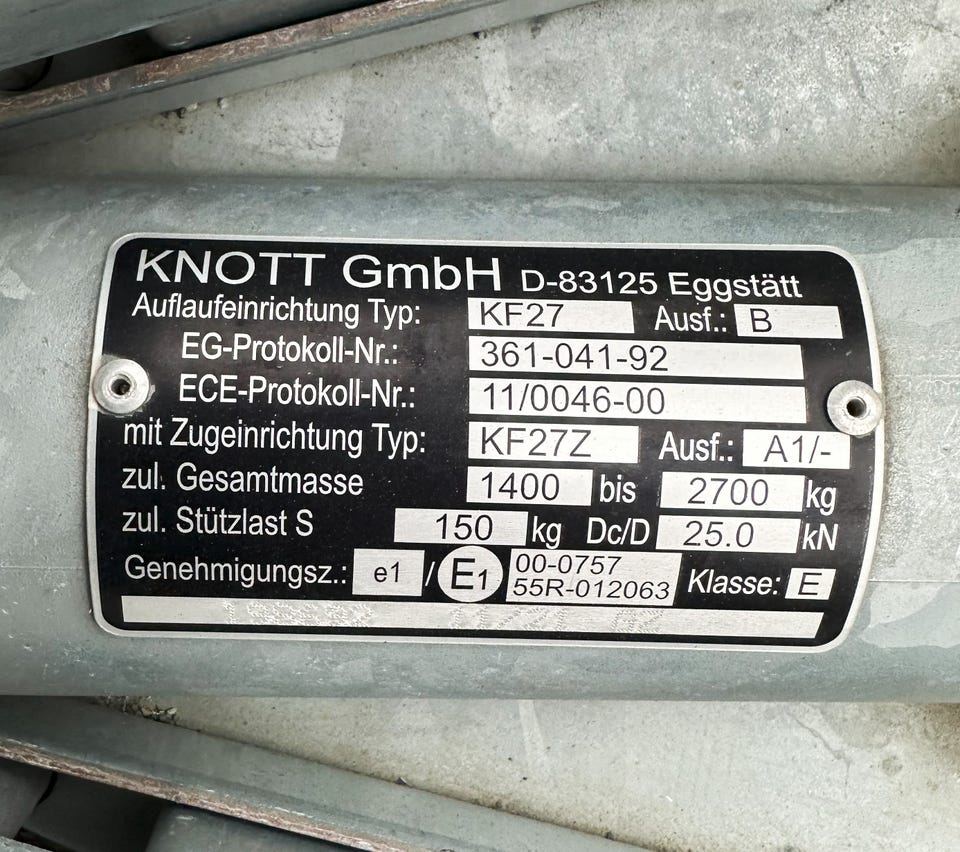 KNOTT GmbH D-83125 Eggstätt
Auflaufeinrichtung Typ: KF27 Ausf.: B
EG-Protokoll-Nr.: 361-041-92
ECE-Protokoll-Nr.: 11/0046-00
mit Zugeinrichtung Typ: KF27Z Ausf.: A1/-
zul. Gesamtmasse 1400 bis 2700 kg
zul. Stützlast S 150 kg Dc/D 25.0 kN
Genehmigungsz.: e1 / E1 00-0757 Klasse: E
55R-012063